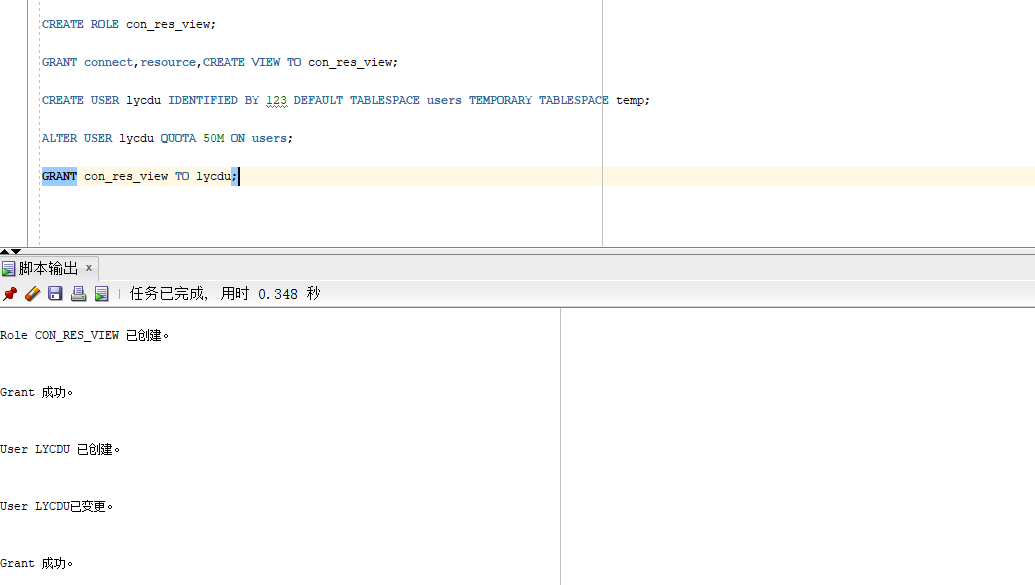 CREATE ROLE con_res_view;
GRANT connect,resource,CREATE VIEW TO con_res_view;
CREATE USER lycdu IDENTIFIED BY 123 DEFAULT TABLESPACE users TEMPORARY TABLESPACE temp;
ALTER USER lycdu QUOTA 50M ON users;
GRANT con_res_view TO lycdu;
脚本输出 x
任务已完成, 用时 0.348 秒
Role CON_RES_VIEW 已创建。
Grant 成功。
User LYCDU 已创建。
User LYCDU已变更。
Grant 成功。